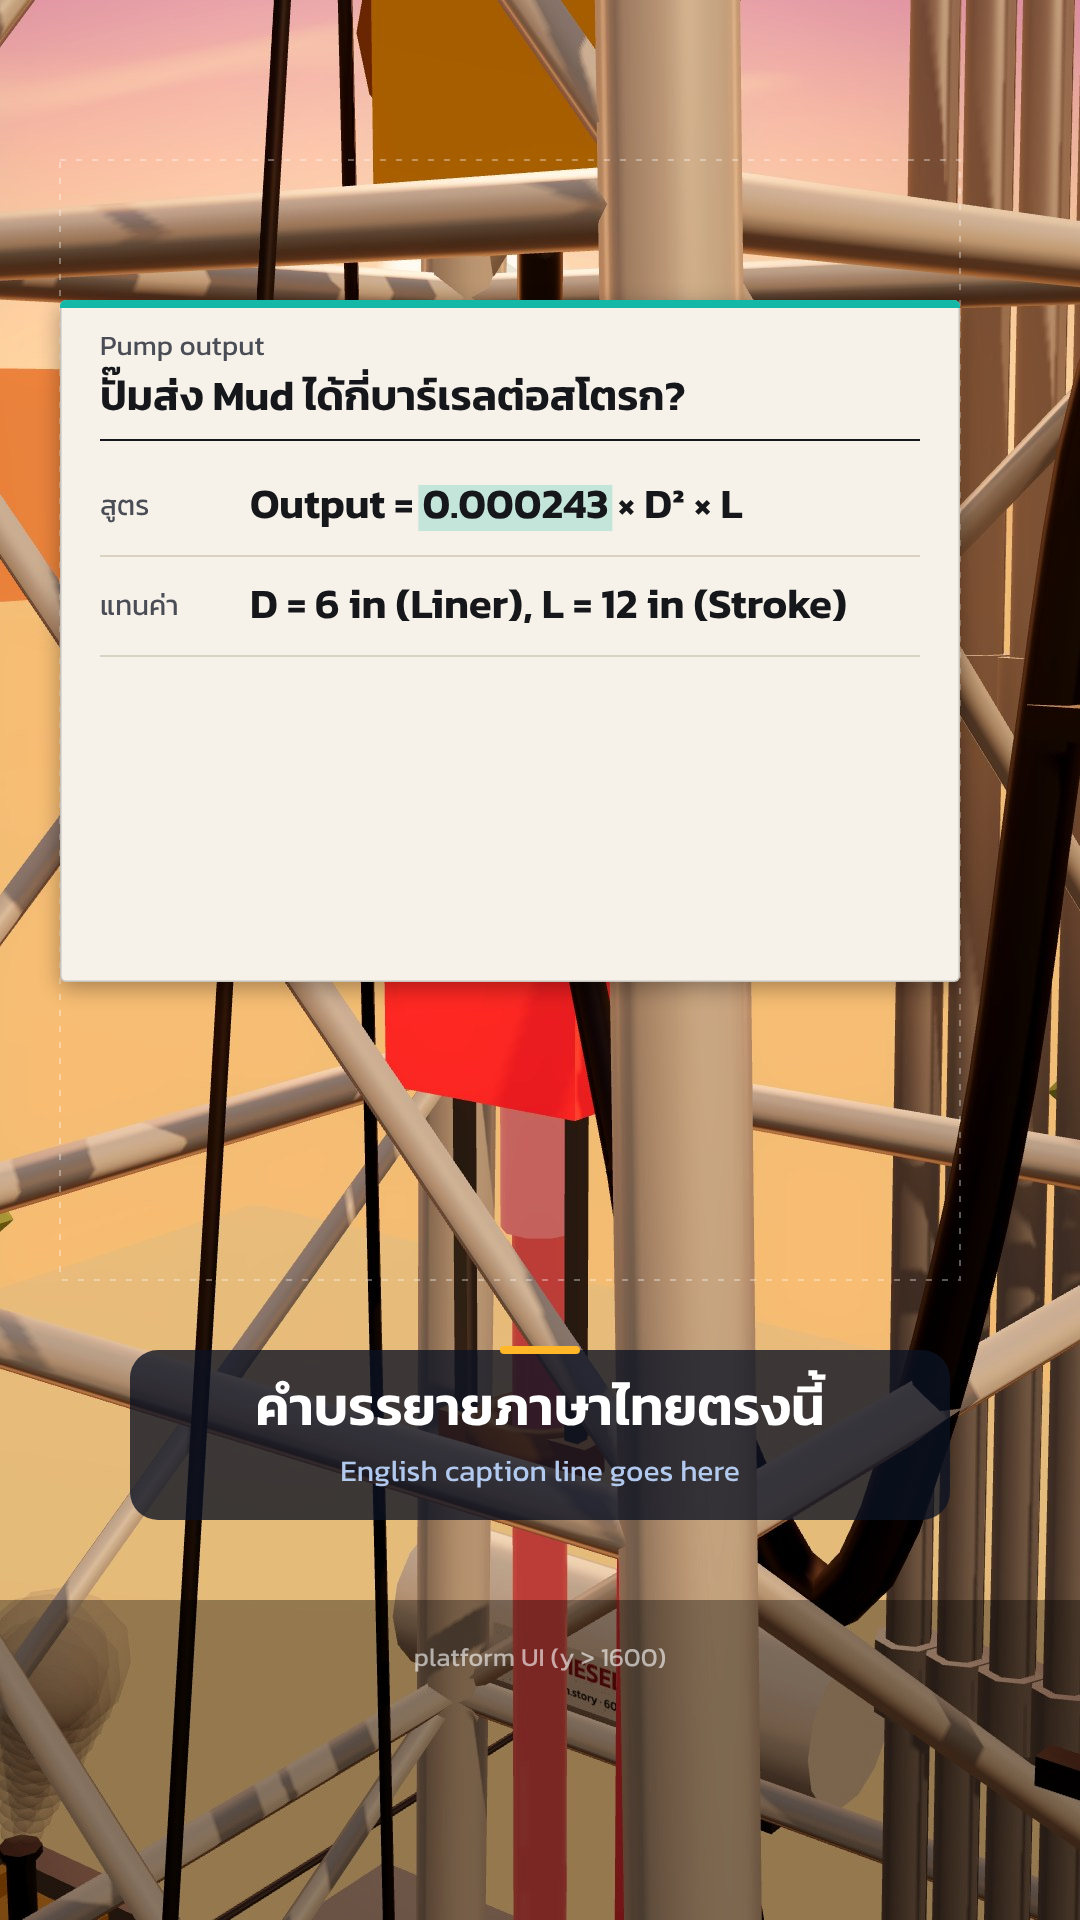 Pump output
ปั๊มส่ง Mud ได้กี่บาร์เรลต่อสโตรก?
สูตร Output = 0.000243 × D² × L
แทนค่า D = 6 in (Liner), L = 12 in (Stroke)
คำบรรยายภาษาไทยตรงนี้
English caption line goes here
platform UI (y > 1600)